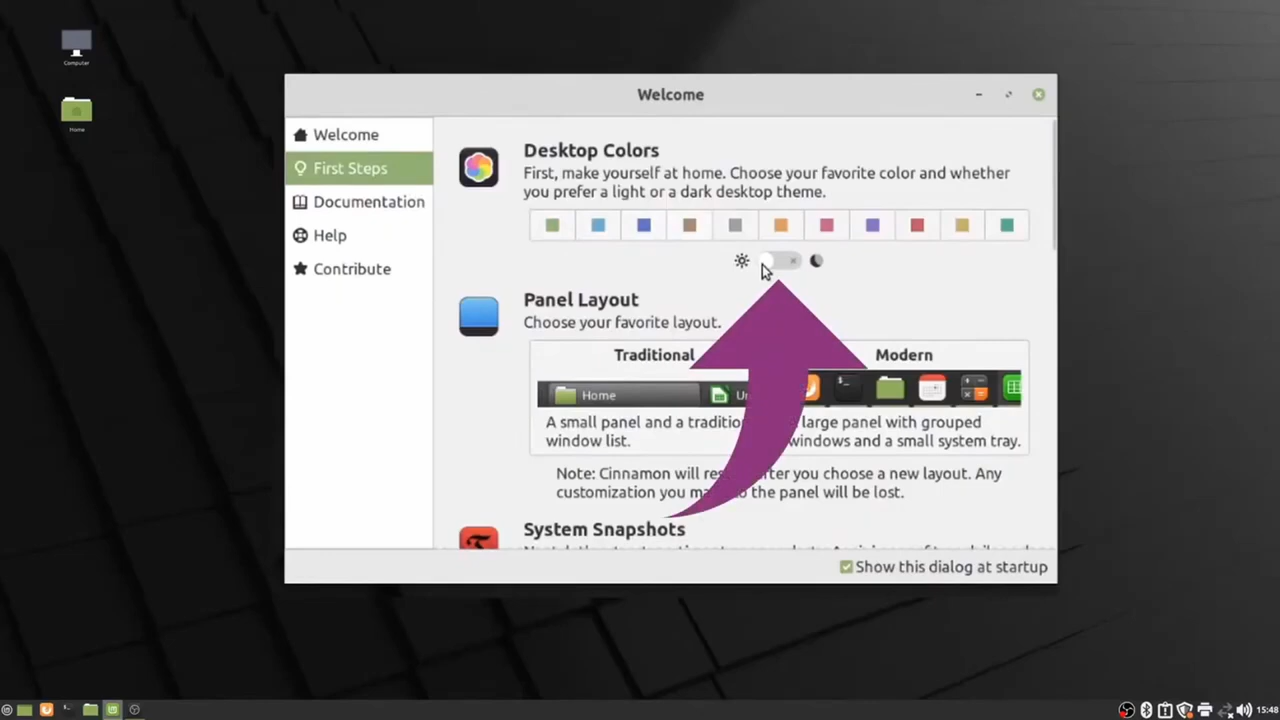 Computer
Home
Welcome
Welcome
First Steps
Documentation
Help
Contribute
Desktop Colors
First, make yourself at home. Choose your favorite color and whether
you prefer a light or a dark desktop theme.
Panel Layout
Choose your favorite layout.
Traditional
Modern
Home
A small panel and a
window list.
large panel with grouped
windows and a small system tray.
Note: Cinnamon will after you choose a new layout. Any
customization you the panel will be lost.
System Snapshots
Show this dialog at startup
15:48